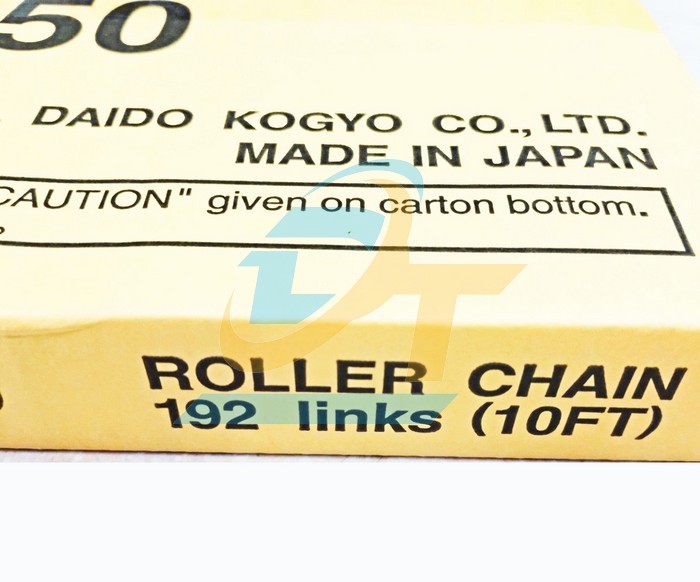 50
DAIDO KOGYO CO., LTD.
MADE IN JAPAN
CAUTION" given on carton bottom.
ROLLER CHAIN
192 links (10FT)